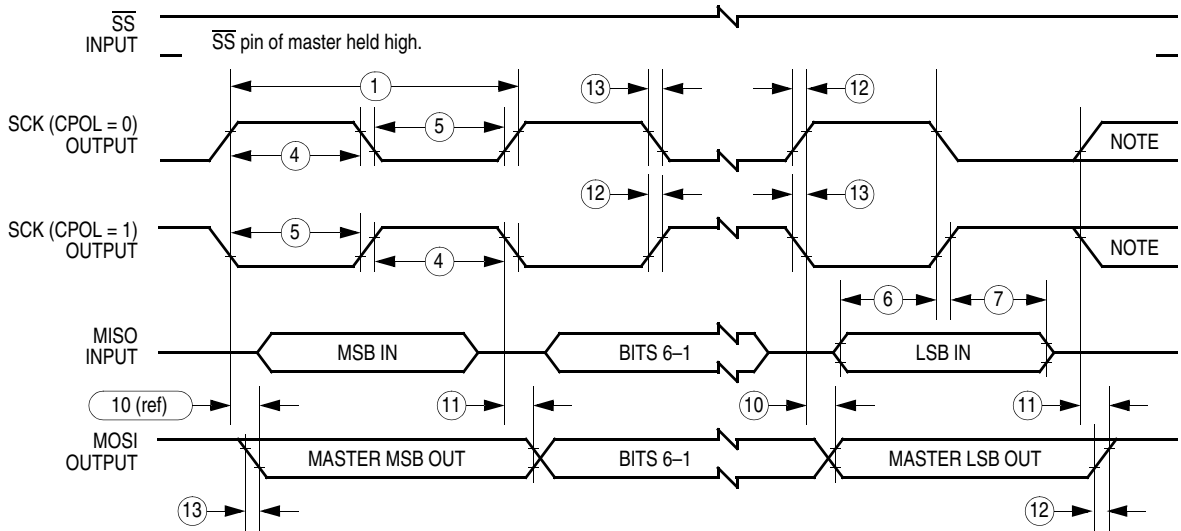 SS
INPUT
SS pin of master held high.
1
13
12
SCK (CPOL = 0)
OUTPUT
5
4
NOTE
12
13
SCK (CPOL = 1)
OUTPUT
5
4
NOTE
6
7
MISO
INPUT
MSB IN
BITS 6–1
LSB IN
10 (ref)
11
10
11
MOSI
OUTPUT
MASTER MSB OUT
BITS 6–1
MASTER LSB OUT
13
12